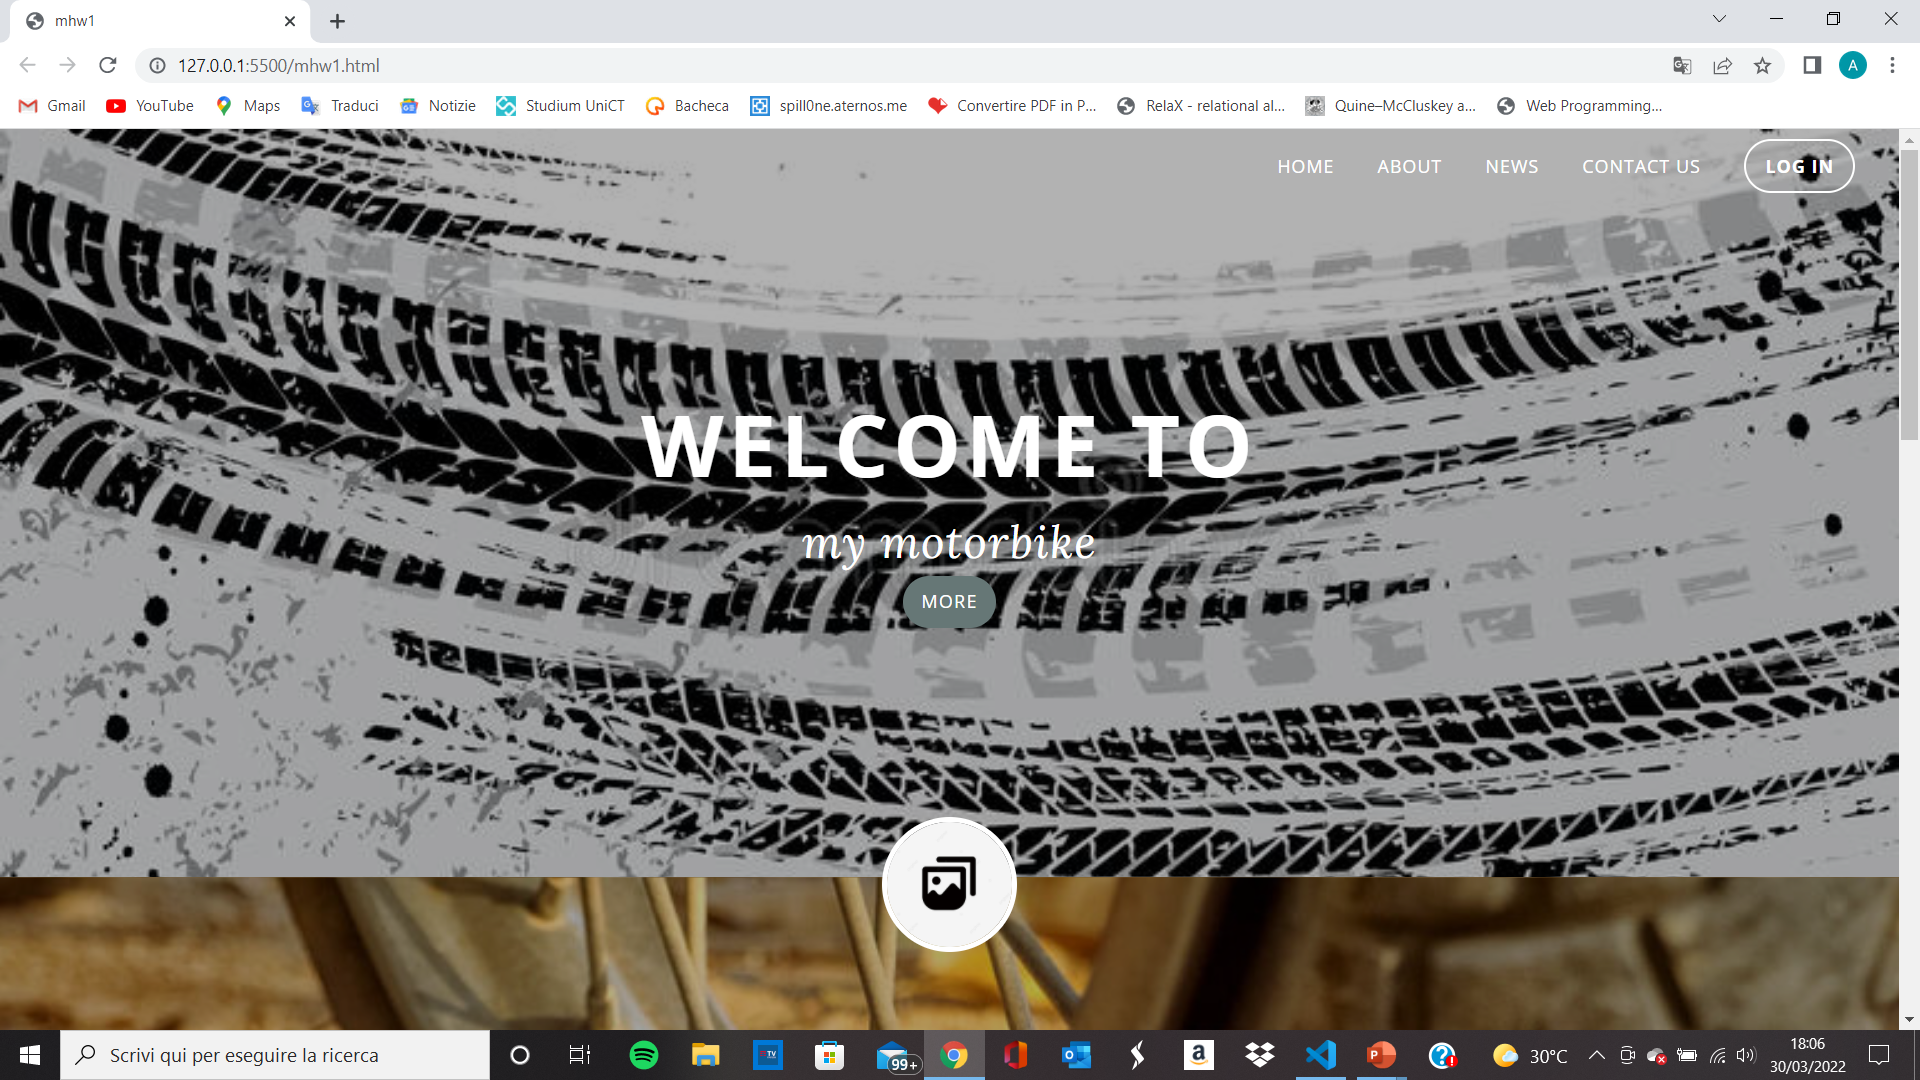 mhw1
127.0.0.1:5500/mhw1.html
A
Gmail YouTube Maps Traduci Notizie Studium UniCT Bacheca spill0ne.aternos.me Convertire PDF in P... RelaX - relational al... Quine–McCluskey a... Web Programming...
HOME ABOUT NEWS CONTACT US LOG IN
WELCOME TO
my motorbike
MORE
Scrivi qui per eseguire la ricerca
99+
30°C
18:06
30/03/2022